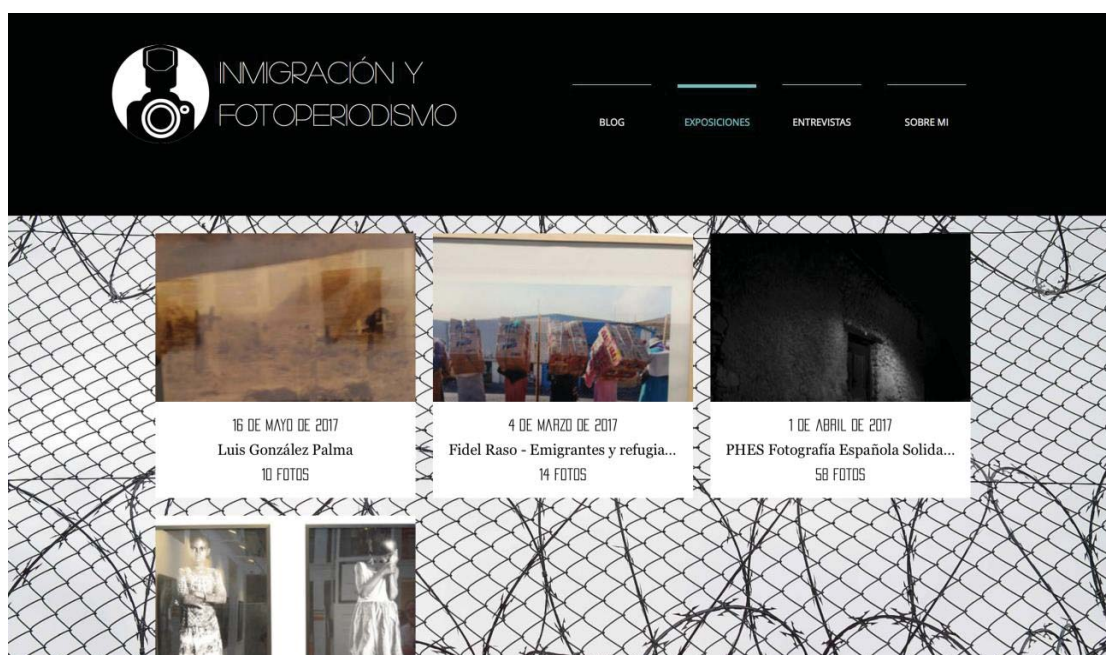 INMIGRACIÓN Y
FOTOPERIODISMO
BLOG
EXPOSICIONES
ENTREVISTAS
SOBRE MI
16 DE MAYO DE 2017
Luis González Palma
10 FOTOS
4 DE MARZO DE 2017
Fidel Raso - Emigrantes y refugia...
14 FOTOS
1 DE ABRIL DE 2017
PHES Fotografía Española Solida...
58 FOTOS